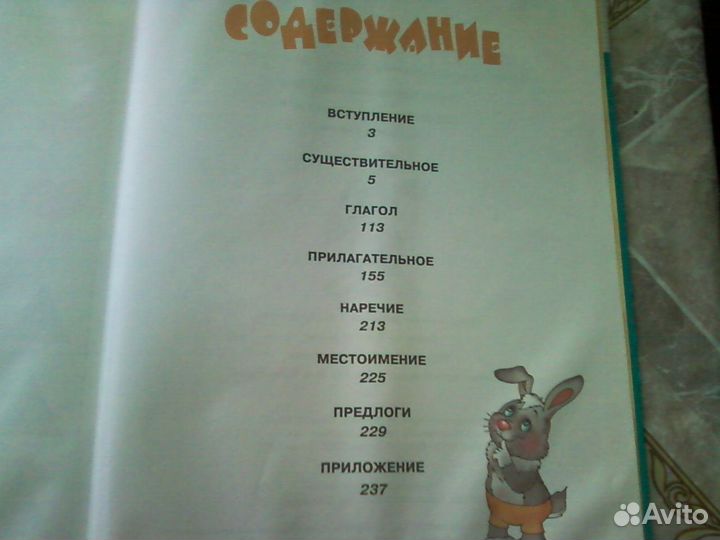 СОДЕРЖАНИЕ
ВСТУПЛЕНИЕ
3
СУЩЕСТВИТЕЛЬНОЕ
5
ГЛАГОЛ
113
ПРИЛАГАТЕЛЬНОЕ
155
НАРЕЧИЕ
213
МЕСТОИМЕНИЕ
225
ПРЕДЛОГИ
229
ПРИЛОЖЕНИЕ
237
Avito